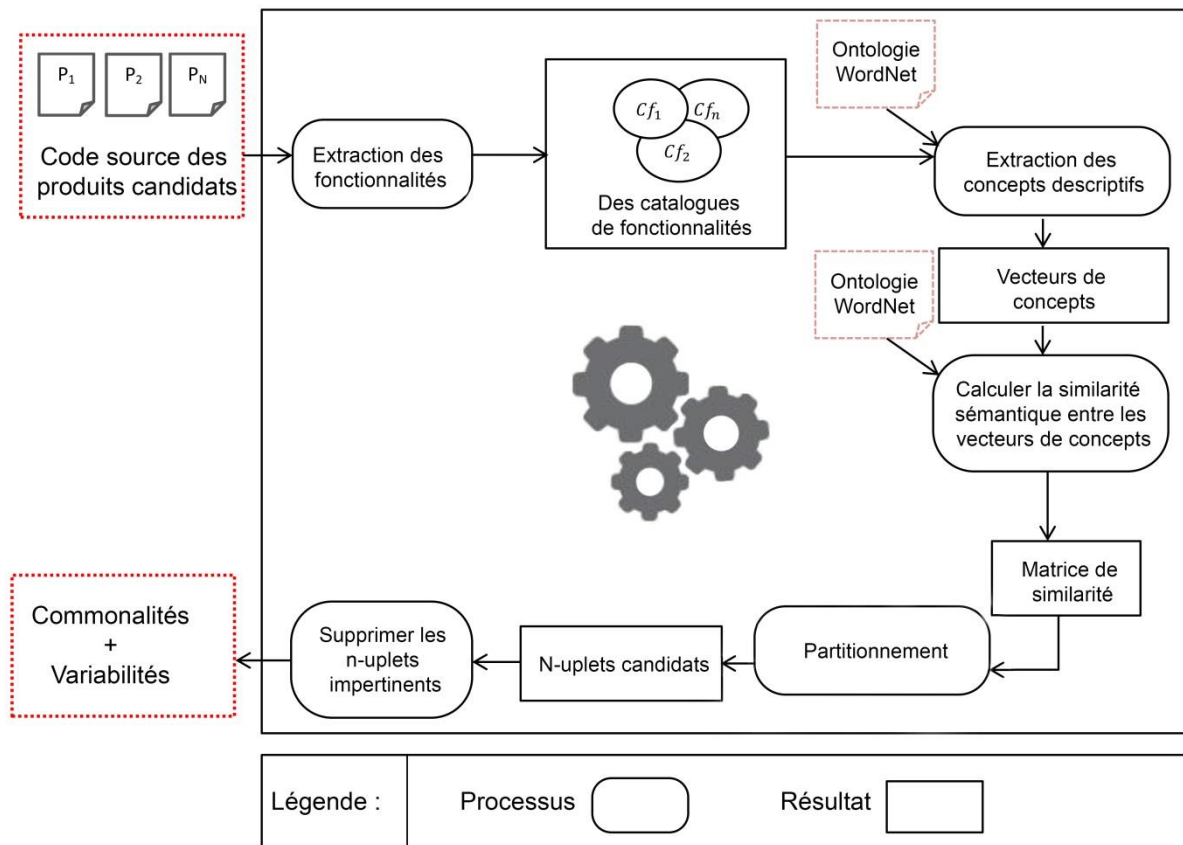 P1
P2
PN
Code source des
produits candidats
Extraction des
fonctionnalités
Cf1
Cfn
Cf2
Des catalogues
de fonctionnalités
Ontologie
WordNet
Extraction des
concepts descriptifs
Vecteurs de
concepts
Ontologie
WordNet
Calculer la similarité
sémantique entre les
vecteurs de concepts
Matrice de
similarité
Partitionnement
N-uplets candidats
Supprimer les
n-uplets
impertinents
Commonalités
+
Variabilités
Légende :
Processus
Résultat